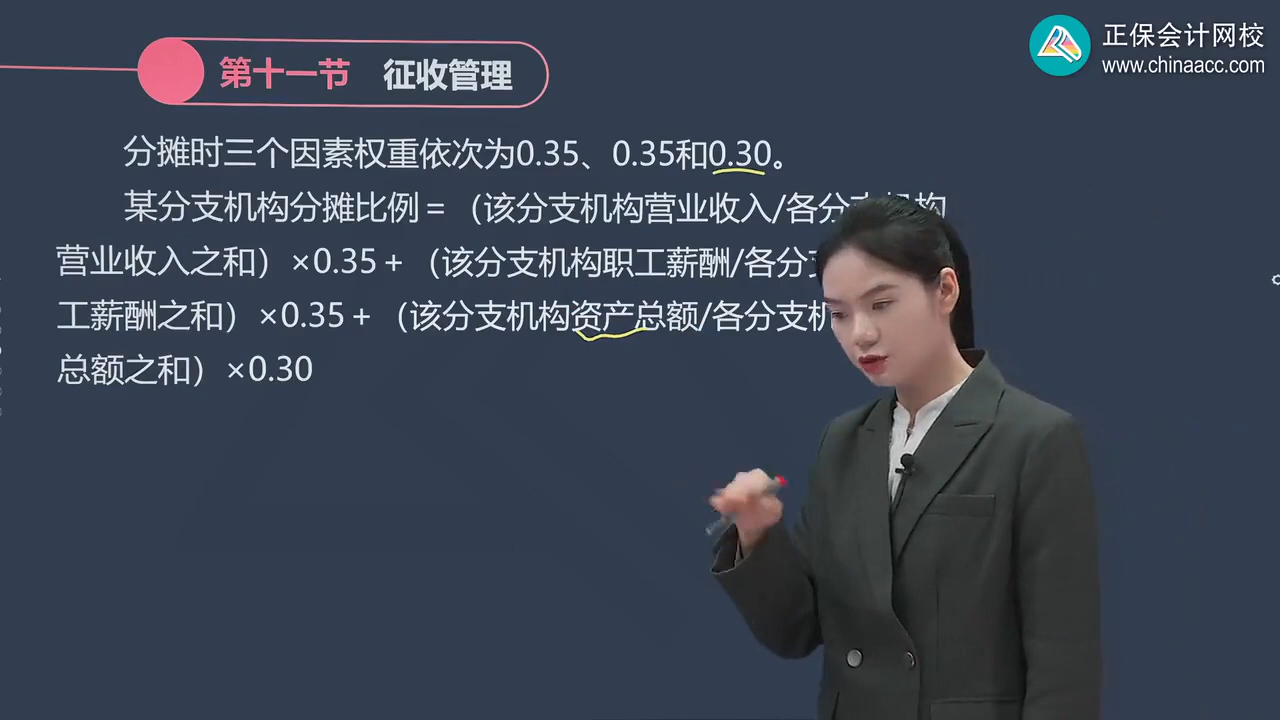 正保会计网校
www.chinaacc.com
第十一节 征收管理
分摊时三个因素权重依次为0.35、0.35和0.30。
某分支机构分摊比例=（该分支机构营业收入/各分支机构
营业收入之和）×0.35+（该分支机构职工薪酬/各分
工薪酬之和）×0.35+（该分支机构资产总额/各分支机
总额之和）×0.30